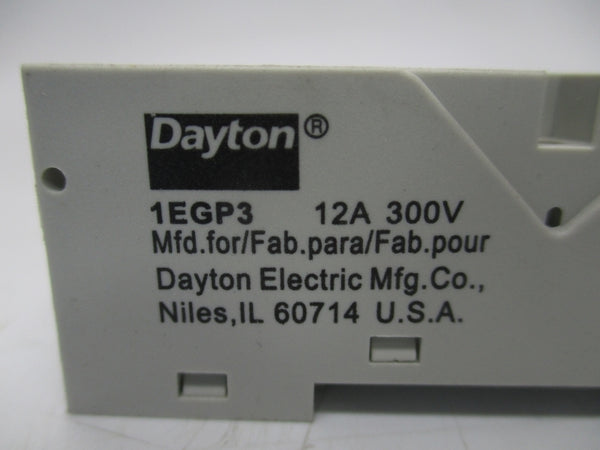 Dayton®
1EGP3 12A 300V
Mfd.for/Fab.para/Fab.pour
Dayton Electric Mfg.Co.,
Niles,IL 60714 U.S.A.